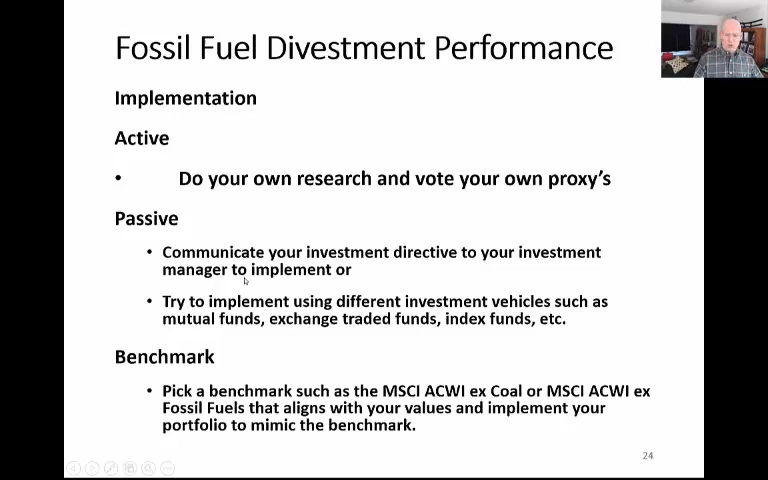 Fossil Fuel Divestment Performance
Implementation
Active
• Do your own research and vote your own proxy's
Passive
• Communicate your investment directive to your investment
manager to implement or
• Try to implement using different investment vehicles such as
mutual funds, exchange traded funds, index funds, etc.
Benchmark
• Pick a benchmark such as the MSCI ACWI ex Coal or MSCI ACWI ex
Fossil Fuels that aligns with your values and implement your
portfolio to mimic the benchmark.
24